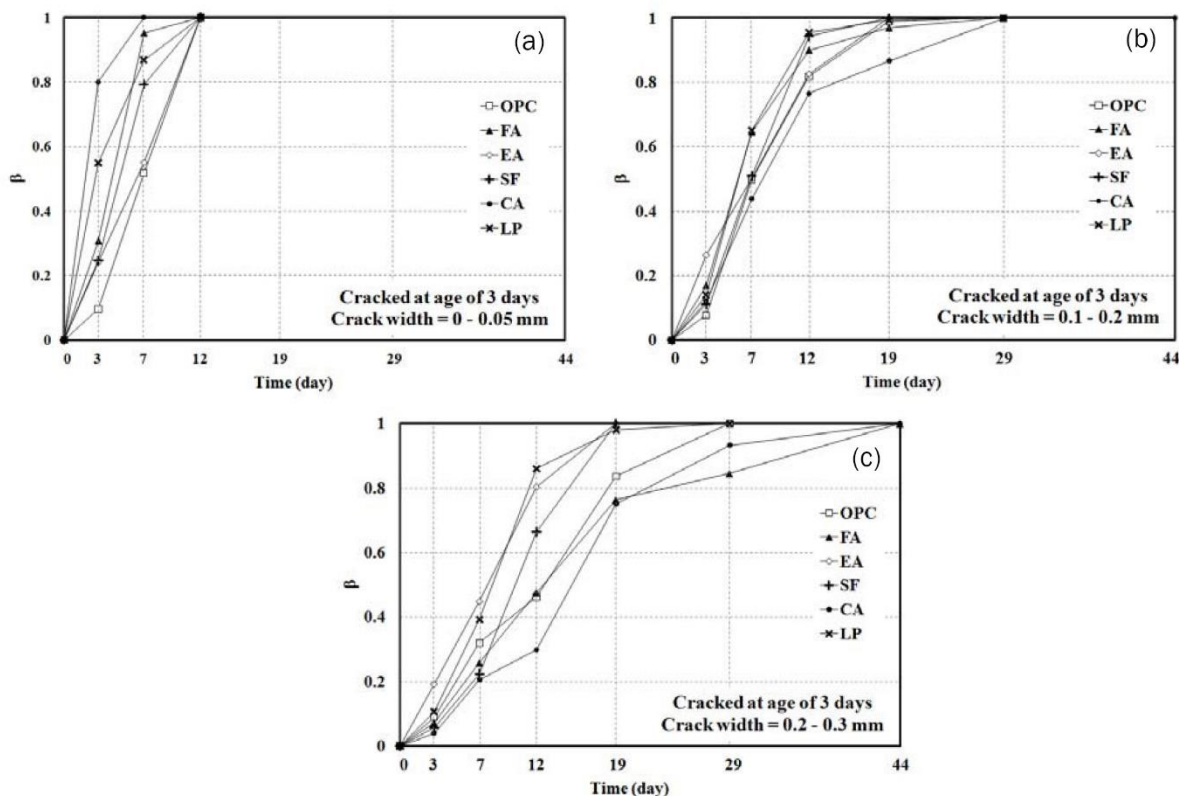 (a)
1
0.8
0.6
0.4
0.2
0
β
OPC
FA
EA
SF
CA
LP
Cracked at age of 3 days
Crack width = 0 - 0.05 mm
0 3 7 12 19 29 44
Time (day)
(b)
1
0.8
0.6
0.4
0.2
0
β
OPC
FA
EA
SF
CA
LP
Cracked at age of 3 days
Crack width = 0.1 - 0.2 mm
0 3 7 12 19 29 44
Time (day)
(c)
1
0.8
0.6
0.4
0.2
0
β
OPC
FA
EA
SF
CA
LP
Cracked at age of 3 days
Crack width = 0.2 - 0.3 mm
0 3 7 12 19 29 44
Time (day)